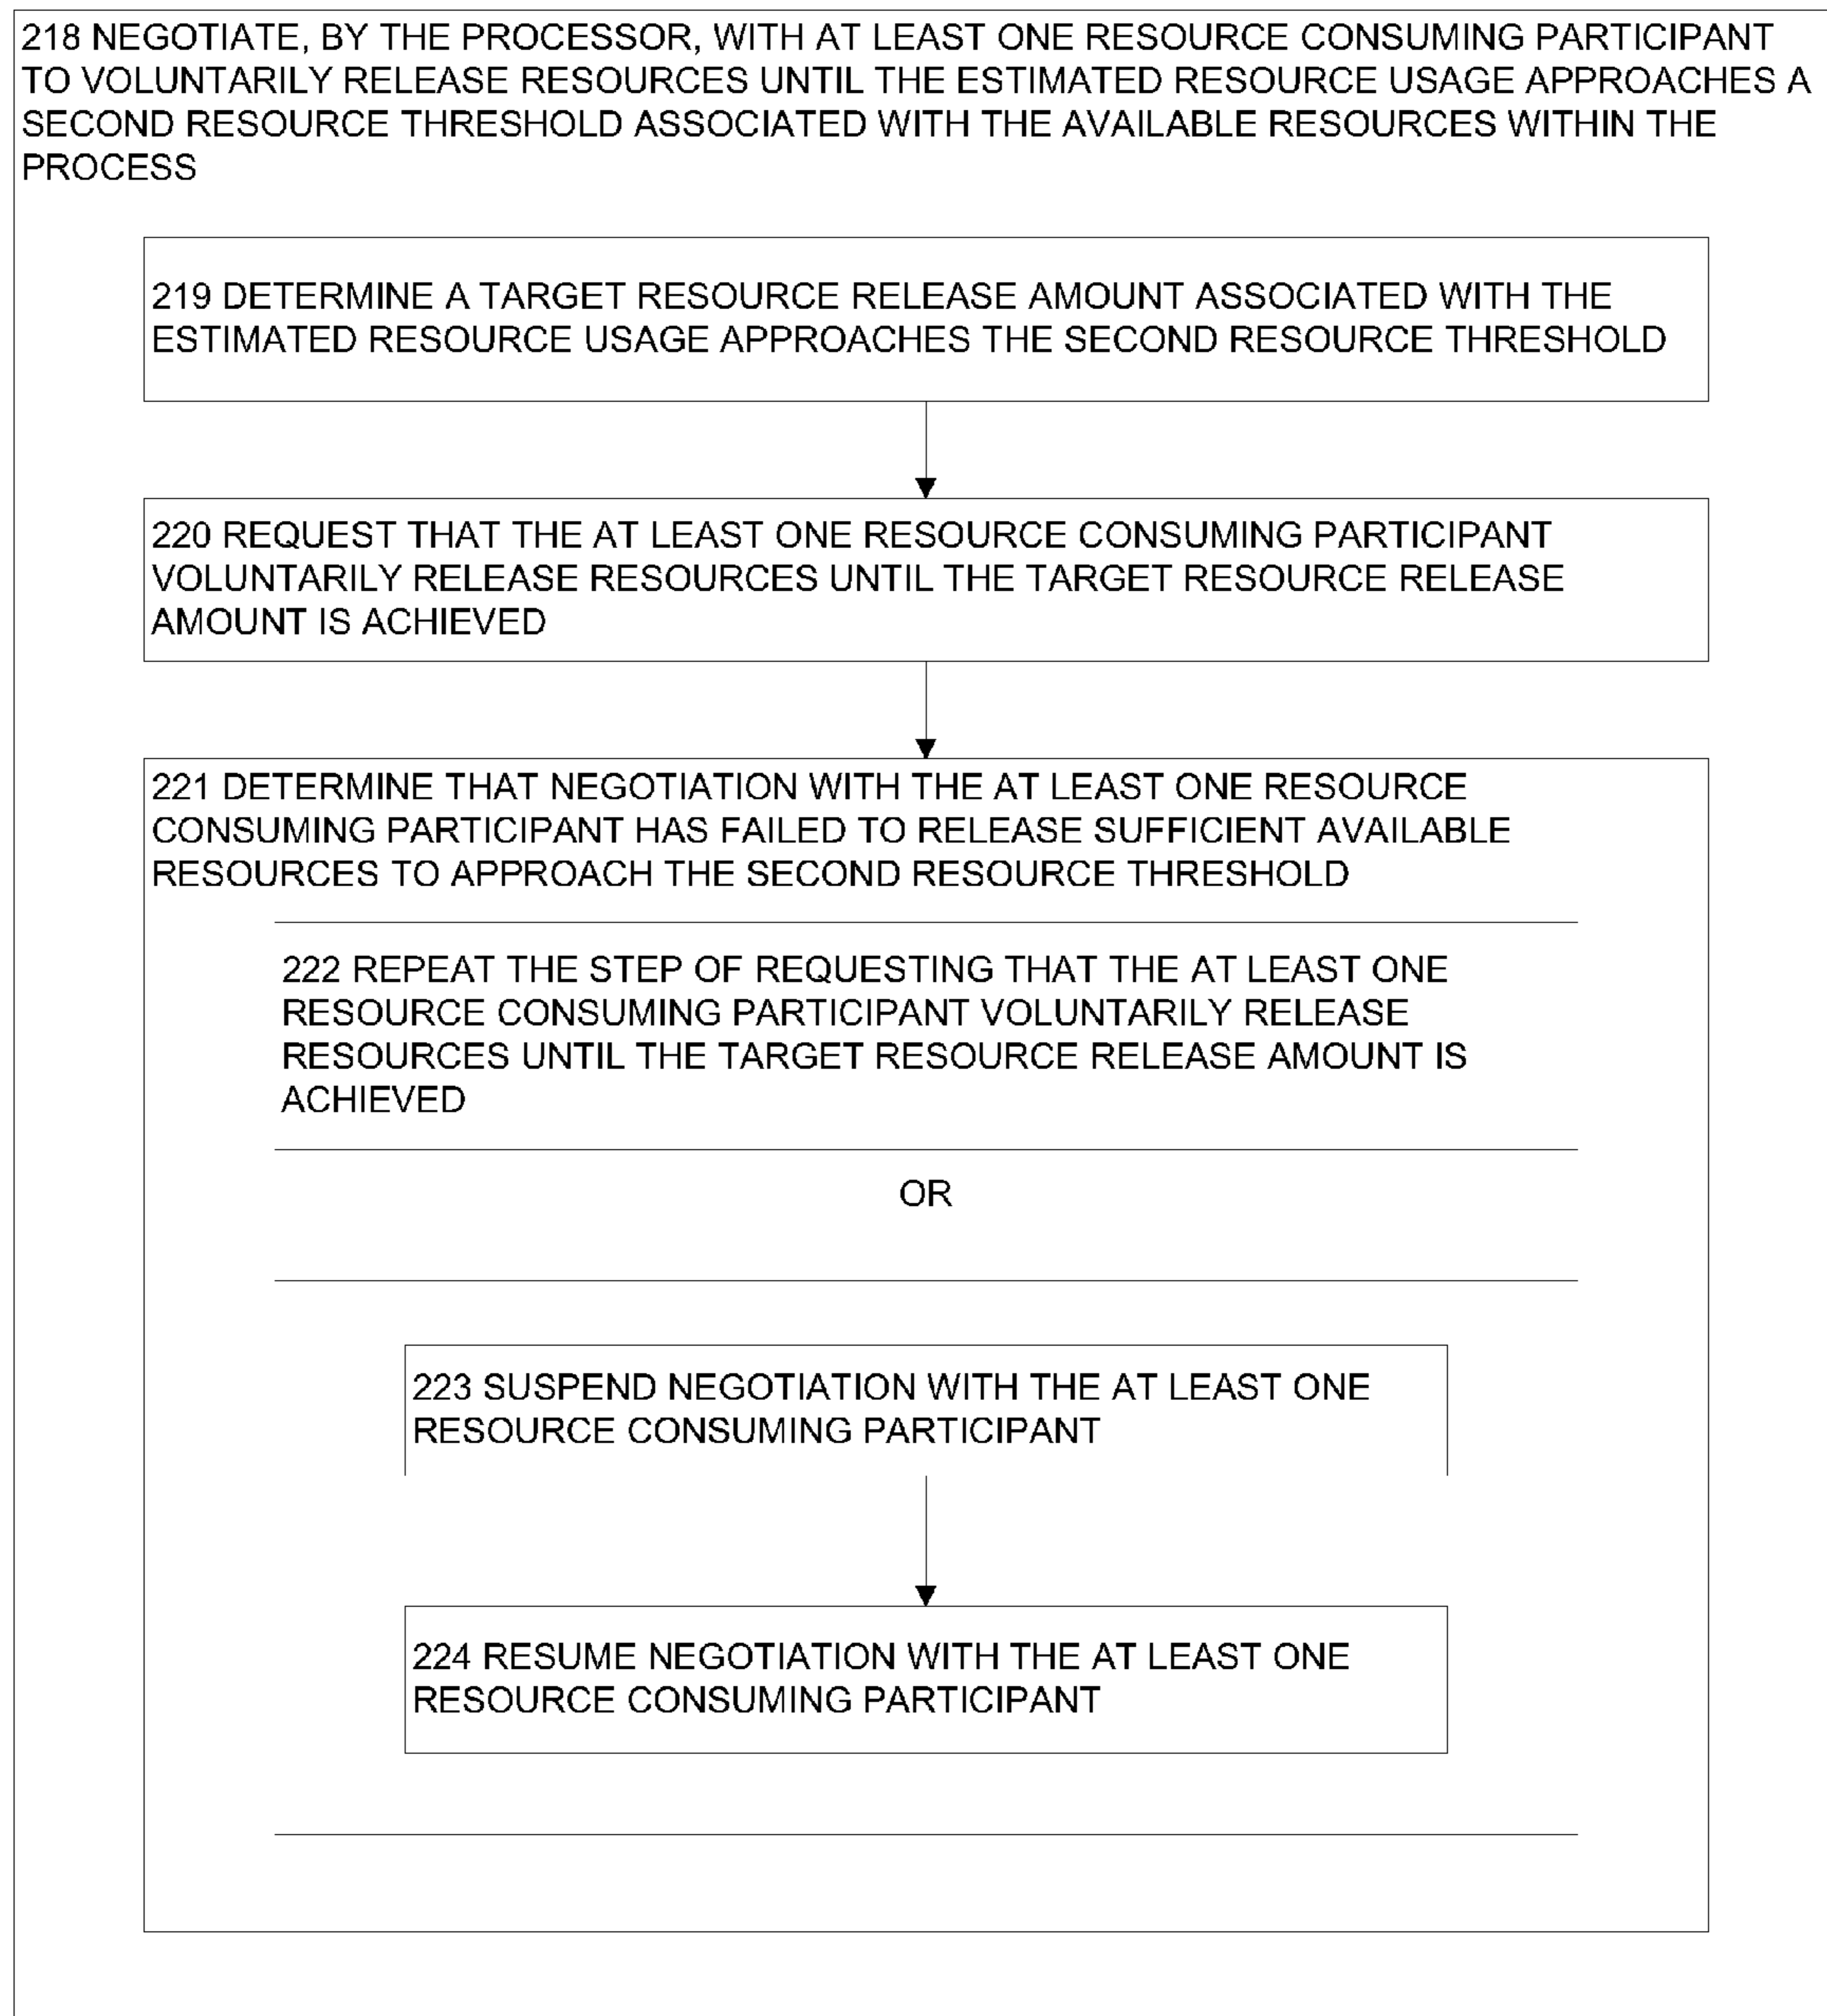 218 NEGOTIATE, BY THE PROCESSOR, WITH AT LEAST ONE RESOURCE CONSUMING PARTICIPANT
TO VOLUNTARILY RELEASE RESOURCES UNTIL THE ESTIMATED RESOURCE USAGE APPROACHES A
SECOND RESOURCE THRESHOLD ASSOCIATED WITH THE AVAILABLE RESOURCES WITHIN THE
PROCESS
219 DETERMINE A TARGET RESOURCE RELEASE AMOUNT ASSOCIATED WITH THE
ESTIMATED RESOURCE USAGE APPROACHES THE SECOND RESOURCE THRESHOLD
220 REQUEST THAT THE AT LEAST ONE RESOURCE CONSUMING PARTICIPANT
VOLUNTARILY RELEASE RESOURCES UNTIL THE TARGET RESOURCE RELEASE
AMOUNT IS ACHIEVED
221 DETERMINE THAT NEGOTIATION WITH THE AT LEAST ONE RESOURCE
CONSUMING PARTICIPANT HAS FAILED TO RELEASE SUFFICIENT AVAILABLE
RESOURCES TO APPROACH THE SECOND RESOURCE THRESHOLD
222 REPEAT THE STEP OF REQUESTING THAT THE AT LEAST ONE
RESOURCE CONSUMING PARTICIPANT VOLUNTARILY RELEASE
RESOURCES UNTIL THE TARGET RESOURCE RELEASE AMOUNT IS
ACHIEVED
OR
223 SUSPEND NEGOTIATION WITH THE AT LEAST ONE
RESOURCE CONSUMING PARTICIPANT
224 RESUME NEGOTIATION WITH THE AT LEAST ONE
RESOURCE CONSUMING PARTICIPANT